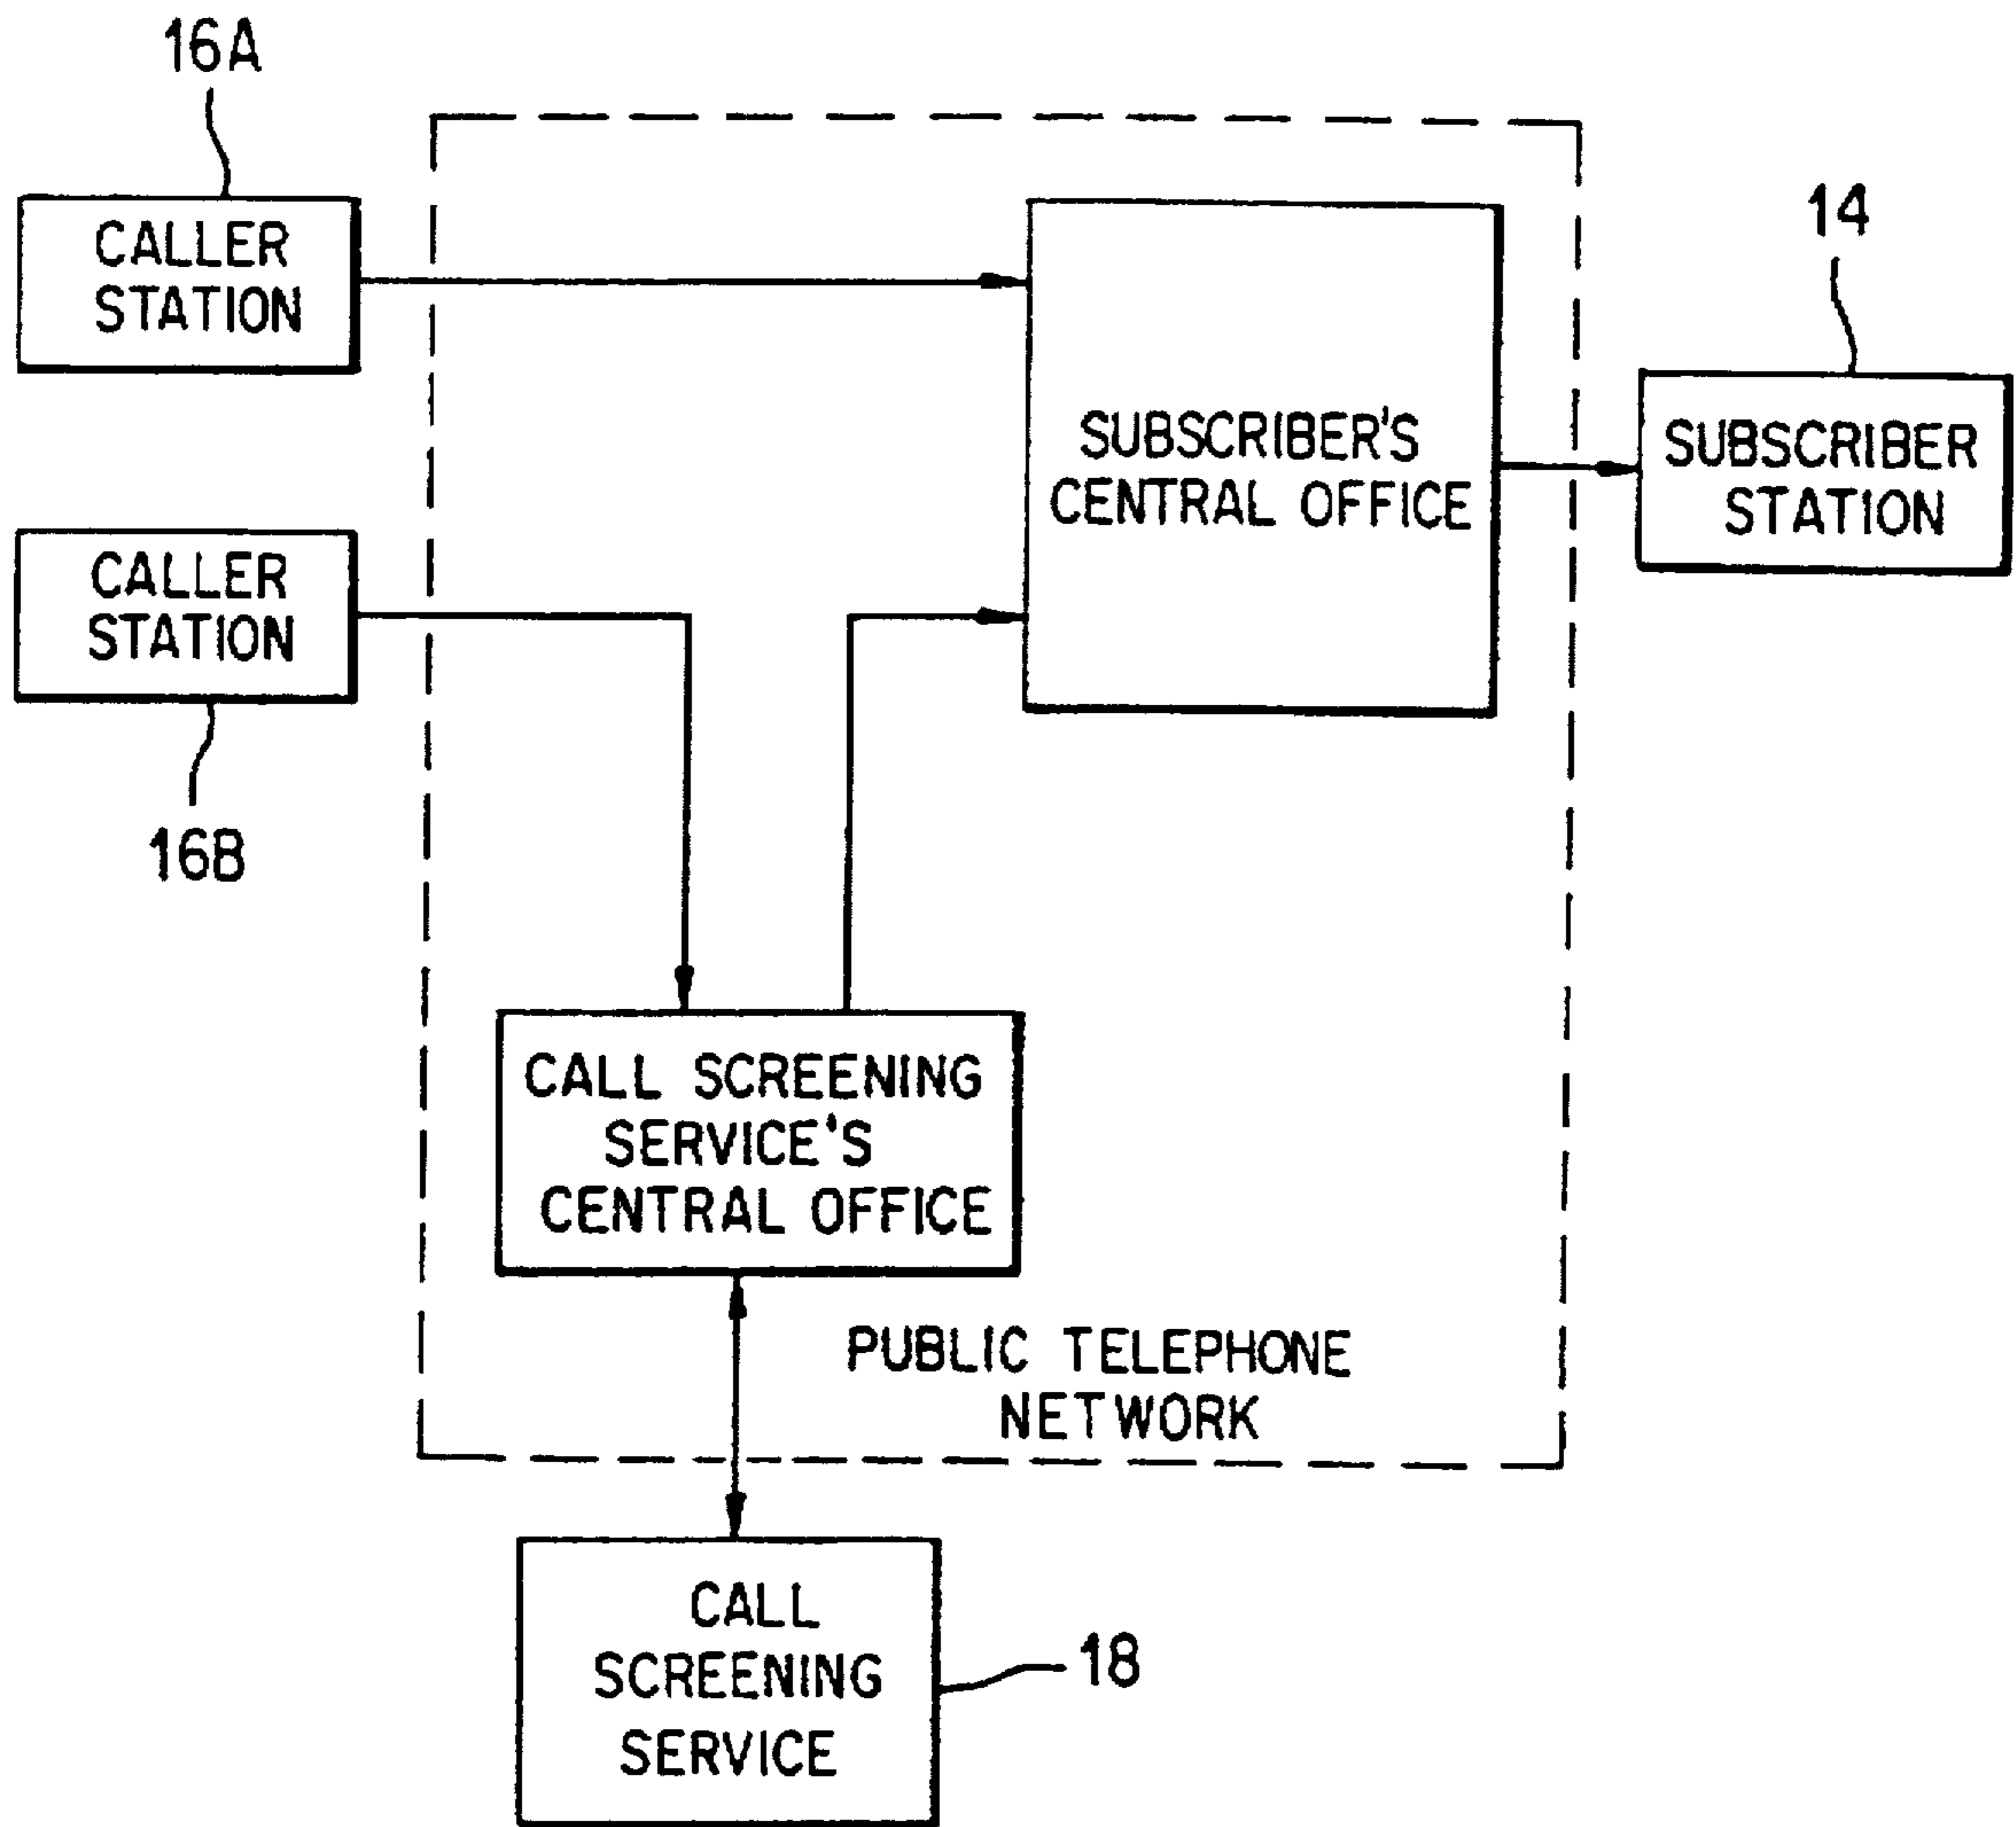 16A
CALLER
STATION
14
SUBSCRIBER'S
CENTRAL OFFICE
SUBSCRIBER
STATION
CALLER
STATION
16B
CALL SCREENING
SERVICE'S
CENTRAL OFFICE
PUBLIC TELEPHONE
NETWORK
CALL
SCREENING
SERVICE
18